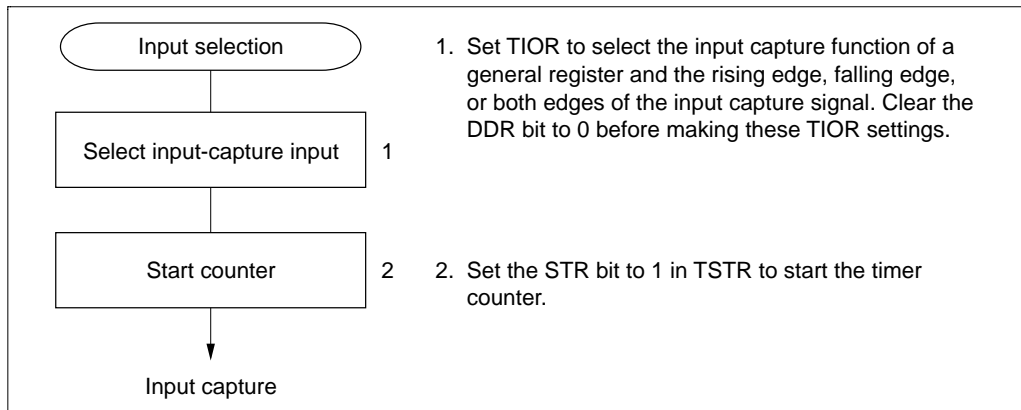 Input selection
1. Set TIOR to select the input capture function of a
general register and the rising edge, falling edge,
or both edges of the input capture signal. Clear the
DDR bit to 0 before making these TIOR settings.
Select input-capture input 1
Start counter 2
2. Set the STR bit to 1 in TSTR to start the timer
counter.
Input capture